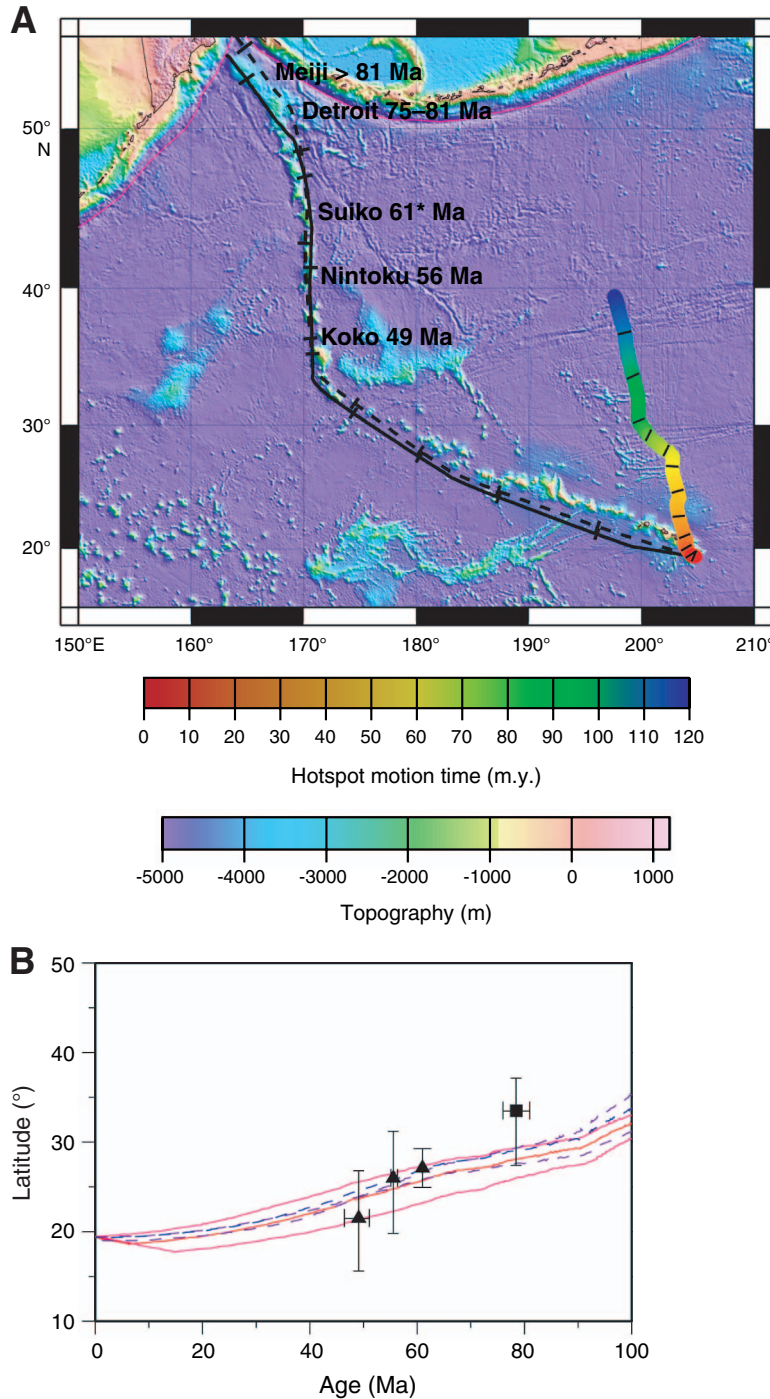 A
Meiji > 81 Ma
Detroit 75–81 Ma
50°
N
Suiko 61* Ma
Nintoku 56 Ma
40°
Koko 49 Ma
30°
20°
150°E 160° 170° 180° 190° 200° 210°
0 10 20 30 40 50 60 70 80 90 100 110 120
Hotspot motion time (m.y.)
-5000 -4000 -3000 -2000 -1000 0 1000
Topography (m)
B
50
40
30
20
10
Latitude (°)
0 20 40 60 80 100
Age (Ma)